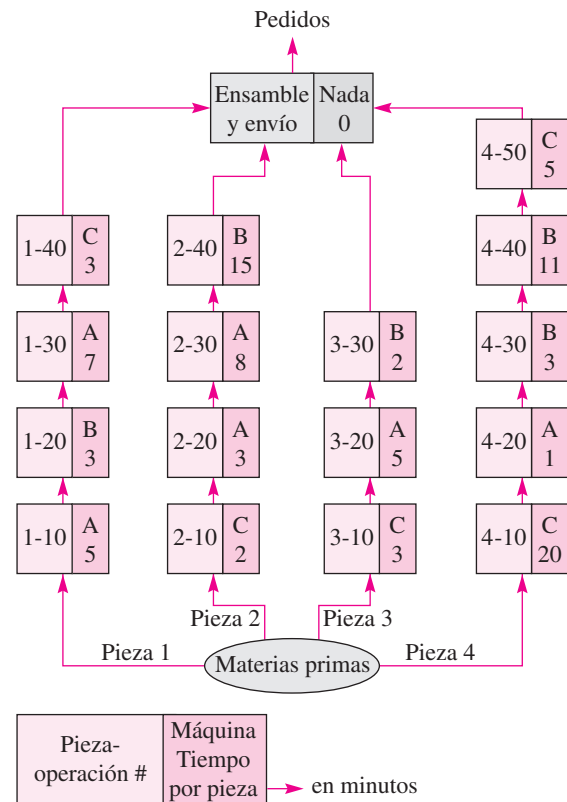 Pedidos
Ensamble
y envío
Nada
0
4-50
C
5
1-40
C
3
2-40
B
15
4-40
B
11
1-30
A
7
2-30
A
8
3-30
B
2
4-30
B
3
1-20
B
3
2-20
A
3
3-20
A
5
4-20
A
1
1-10
A
5
2-10
C
2
3-10
C
3
4-10
C
20
Pieza 1
Pieza 2
Pieza 3
Pieza 4
Materias primas
Pieza-
operación #
Máquina
Tiempo
por pieza
en minutos